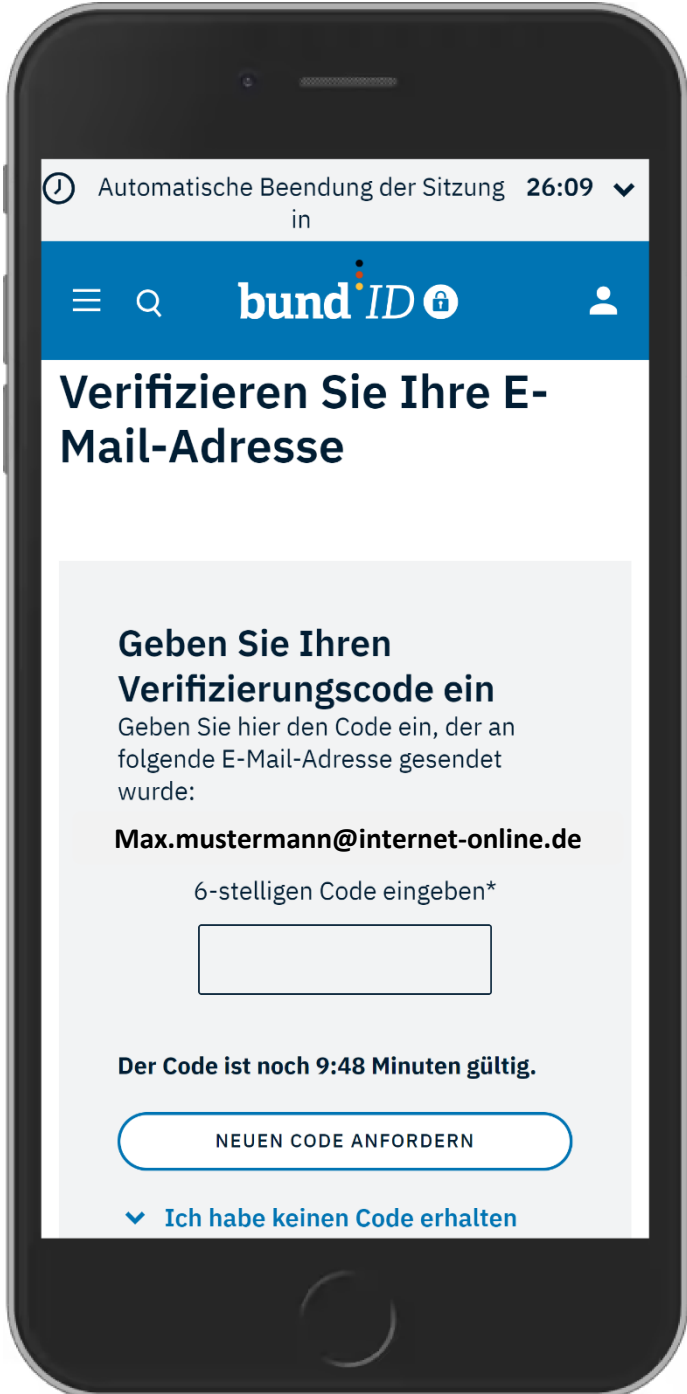 Automatische Beendung der Sitzung 26:09
in
bund ID
Verifizieren Sie Ihre E-
Mail-Adresse
Geben Sie Ihren
Verifizierungscode ein
Geben Sie hier den Code ein, der an
folgende E-Mail-Adresse gesendet
wurde:
Max.mustermann@internet-online.de
6-stelligen Code eingeben*
Der Code ist noch 9:48 Minuten gültig.
NEUEN CODE ANFORDERN
Ich habe keinen Code erhalten